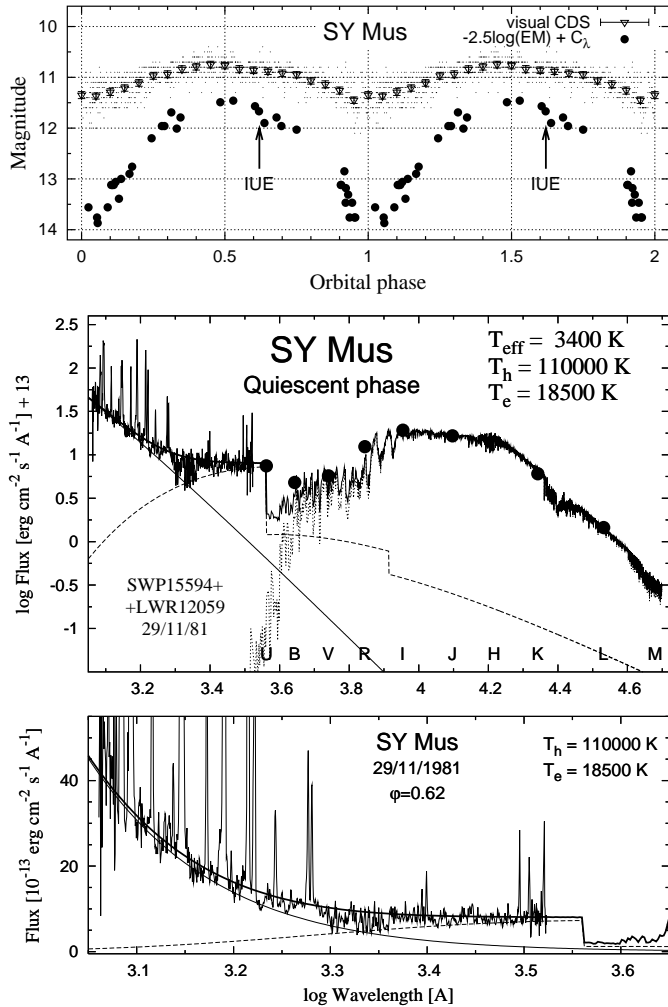 SY Mus
visual CDS
-2.5log(EM) + C_λ
10
11
12
13
14
Magnitude
IUE
IUE
0
0.5
1
1.5
2
Orbital phase
SY Mus
Quiescent phase
T_eff = 3400 K
T_h = 110000 K
T_e = 18500 K
2.5
2
1.5
1
0.5
0
-0.5
-1
log Flux [erg cm^-2 s^-1 A^-1] + 13
SWP15594+
+LWR12059
29/11/81
U B V R I J H K L M
3.2 3.4 3.6 3.8 4 4.2 4.4 4.6
SY Mus
29/11/1981
φ=0.62
T_h = 110000 K
T_e = 18500 K
40
20
0
Flux [10^-13 erg cm^-2 s^-1 A^-1]
3.1 3.2 3.3 3.4 3.5 3.6
log Wavelength [A]